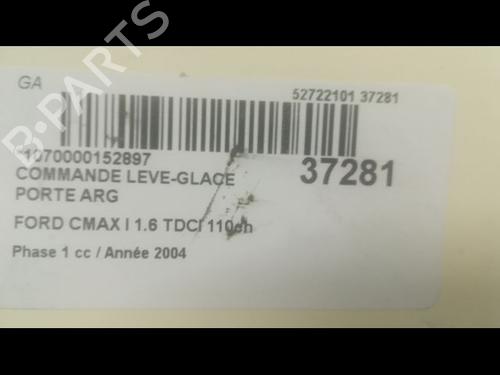 GA
52722101 37281
1070000152897
37281
COMMANDE LEVE-GLACE
PORTE ARG
FORD CMAX I 1.6 TDCI 110ch
Phase 1 cc / Année 2004
B-PARTS